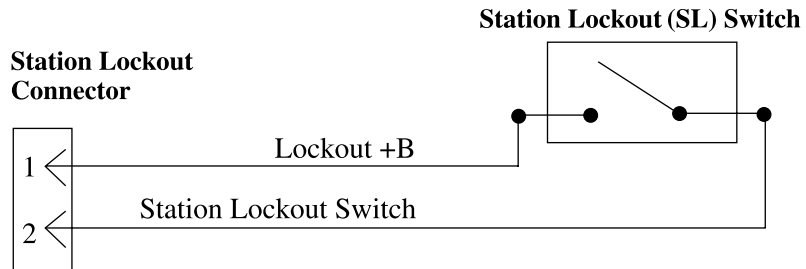 Station Lockout (SL) Switch
Station Lockout
Connector
1
Lockout +B
2
Station Lockout Switch